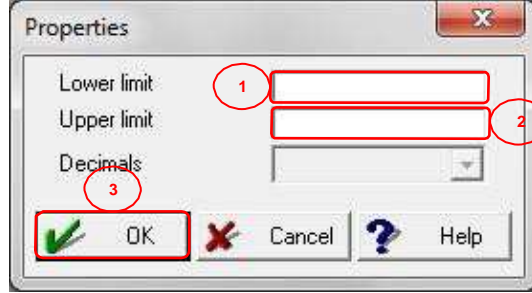 Properties
Lower limit 1
Upper limit 2
Decimals
3
OK Cancel Help